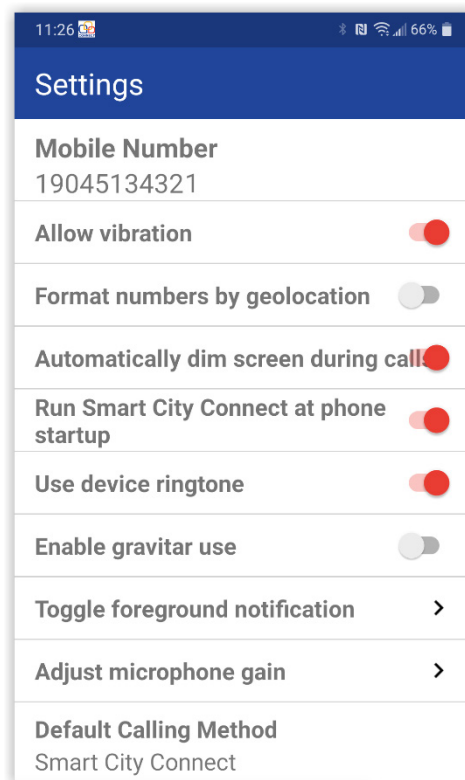 11:26 66%
Settings
Mobile Number
19045134321
Allow vibration
Format numbers by geolocation
Automatically dim screen during calls
Run Smart City Connect at phone
startup
Use device ringtone
Enable gravitar use
Toggle foreground notification
Adjust microphone gain
Default Calling Method
Smart City Connect